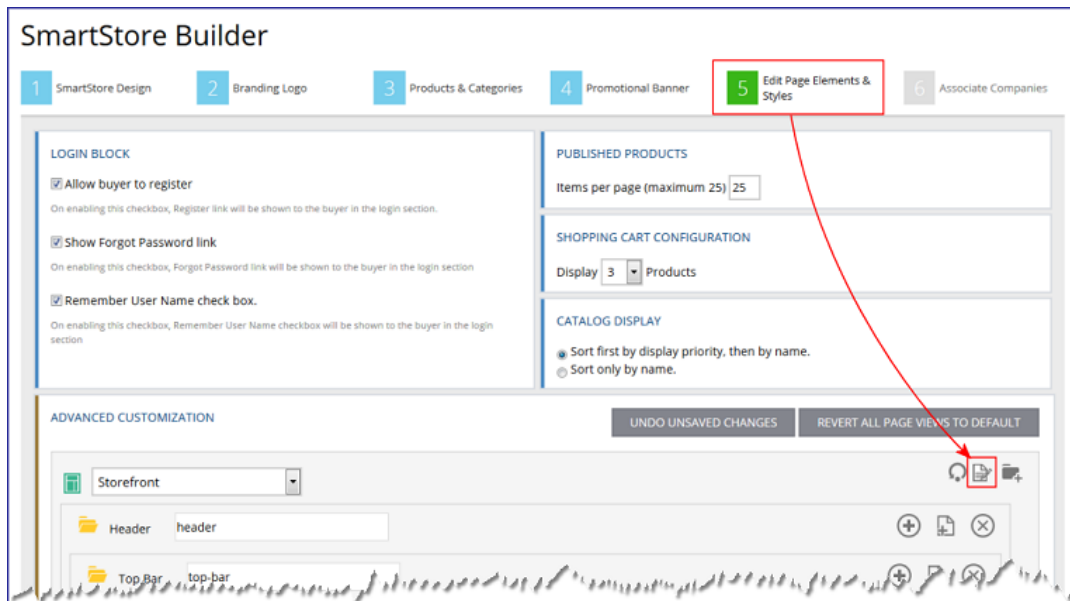 SmartStore Builder
1 SmartStore Design
2 Branding Logo
3 Products & Categories
4 Promotional Banner
5 Edit Page Elements &
Styles
6 Associate Companies
LOGIN BLOCK
Allow buyer to register
On enabling this checkbox, Register link will be shown to the buyer in the login section.
Show Forgot Password link
On enabling this checkbox, Forgot Password link will be shown to the buyer in the login section
Remember User Name check box.
On enabling this checkbox, Remember User Name checkbox will be shown to the buyer in the login
section
PUBLISHED PRODUCTS
Items per page (maximum 25) 25
SHOPPING CART CONFIGURATION
Display 3 Products
CATALOG DISPLAY
Sort first by display priority, then by name.
Sort only by name.
ADVANCED CUSTOMIZATION
UNDO UNSAVED CHANGES
REVERT ALL PAGE VIEWS TO DEFAULT
Storefront
Header header
Top Bar top-bar